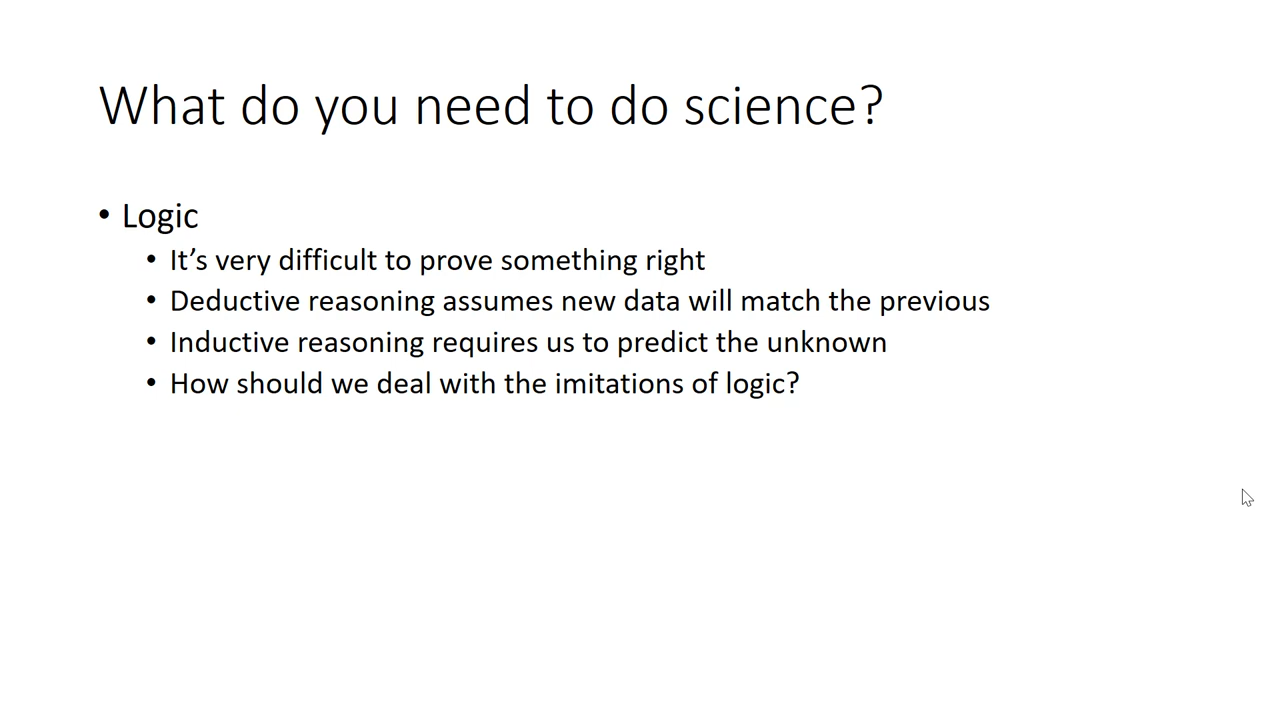 What do you need to do science?
• Logic
• It’s very difficult to prove something right
• Deductive reasoning assumes new data will match the previous
• Inductive reasoning requires us to predict the unknown
• How should we deal with the imitations of logic?